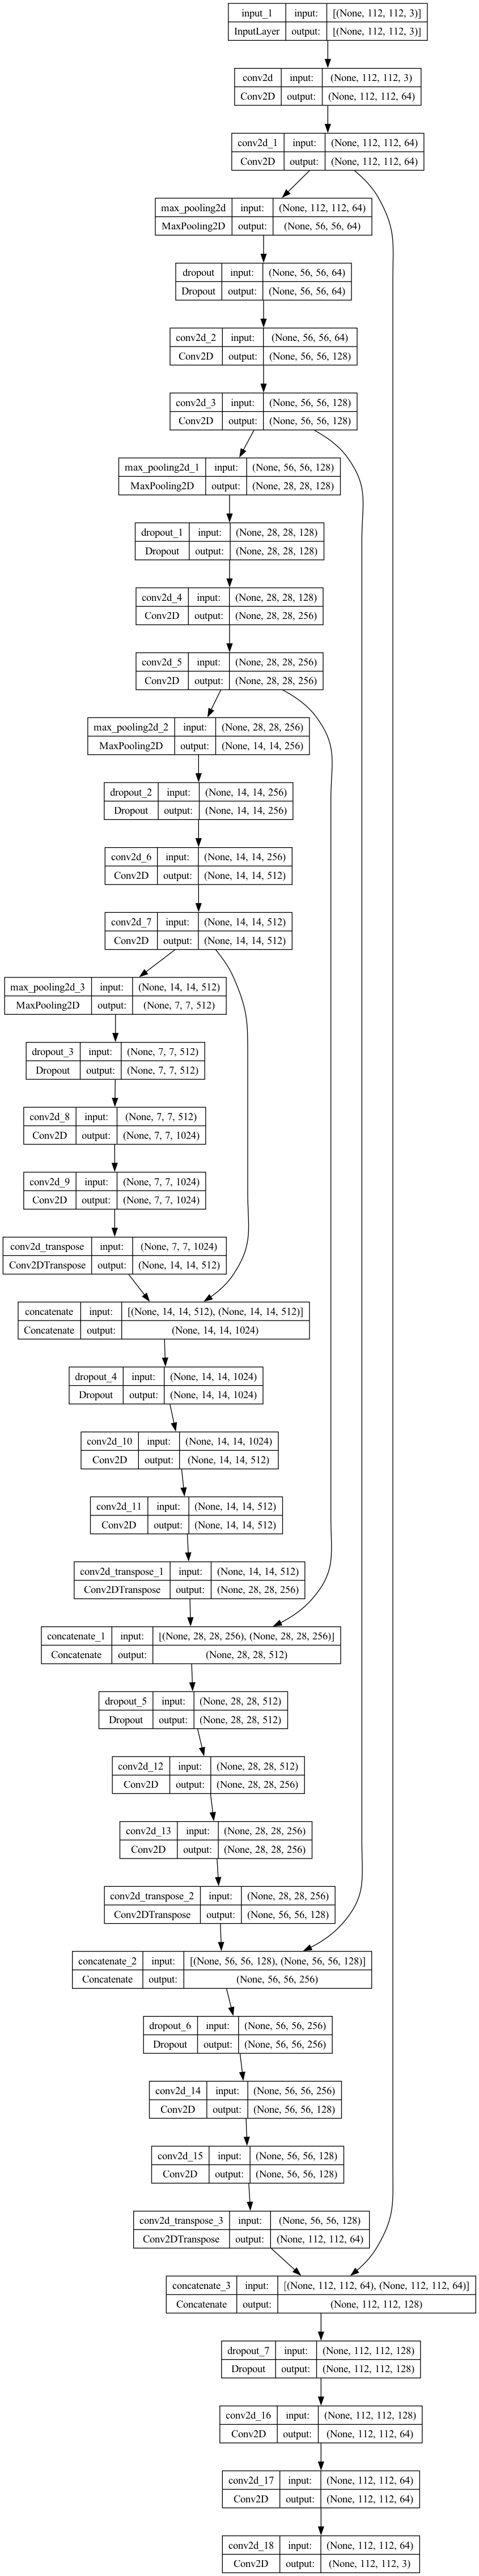 input_1 input: [(None, 112, 112, 3)]
InputLayer output: [(None, 112, 112, 3)]
conv2d input: (None, 112, 112, 3)
Conv2D output: (None, 112, 112, 64)
conv2d_1 input: (None, 112, 112, 64)
Conv2D output: (None, 112, 112, 64)
max_pooling2d input: (None, 112, 112, 64)
MaxPooling2D output: (None, 56, 56, 64)
dropout input: (None, 56, 56, 64)
Dropout output: (None, 56, 56, 64)
conv2d_2 input: (None, 56, 56, 64)
Conv2D output: (None, 56, 56, 128)
conv2d_3 input: (None, 56, 56, 128)
Conv2D output: (None, 56, 56, 128)
max_pooling2d_1 input: (None, 56, 56, 128)
MaxPooling2D output: (None, 28, 28, 128)
dropout_1 input: (None, 28, 28, 128)
Dropout output: (None, 28, 28, 128)
conv2d_4 input: (None, 28, 28, 128)
Conv2D output: (None, 28, 28, 256)
conv2d_5 input: (None, 28, 28, 256)
Conv2D output: (None, 28, 28, 256)
max_pooling2d_2 input: (None, 28, 28, 256)
MaxPooling2D output: (None, 14, 14, 256)
dropout_2 input: (None, 14, 14, 256)
Dropout output: (None, 14, 14, 256)
conv2d_6 input: (None, 14, 14, 256)
Conv2D output: (None, 14, 14, 512)
conv2d_7 input: (None, 14, 14, 512)
Conv2D output: (None, 14, 14, 512)
max_pooling2d_3 input: (None, 14, 14, 512)
MaxPooling2D output: (None, 7, 7, 512)
dropout_3 input: (None, 7, 7, 512)
Dropout output: (None, 7, 7, 512)
conv2d_8 input: (None, 7, 7, 512)
Conv2D output: (None, 7, 7, 1024)
conv2d_9 input: (None, 7, 7, 1024)
Conv2D output: (None, 7, 7, 1024)
conv2d_transpose input: (None, 7, 7, 1024)
Conv2DTranspose output: (None, 14, 14, 512)
concatenate input: [(None, 14, 14, 512), (None, 14, 14, 512)]
Concatenate output: (None, 14, 14, 1024)
dropout_4 input: (None, 14, 14, 1024)
Dropout output: (None, 14, 14, 1024)
conv2d_10 input: (None, 14, 14, 1024)
Conv2D output: (None, 14, 14, 512)
conv2d_11 input: (None, 14, 14, 512)
Conv2D output: (None, 14, 14, 512)
conv2d_transpose_1 input: (None, 14, 14, 512)
Conv2DTranspose output: (None, 28, 28, 256)
concatenate_1 input: [(None, 28, 28, 256), (None, 28, 28, 256)]
Concatenate output: (None, 28, 28, 512)
dropout_5 input: (None, 28, 28, 512)
Dropout output: (None, 28, 28, 512)
conv2d_12 input: (None, 28, 28, 512)
Conv2D output: (None, 28, 28, 256)
conv2d_13 input: (None, 28, 28, 256)
Conv2D output: (None, 28, 28, 256)
conv2d_transpose_2 input: (None, 28, 28, 256)
Conv2DTranspose output: (None, 56, 56, 128)
concatenate_2 input: [(None, 56, 56, 128), (None, 56, 56, 128)]
Concatenate output: (None, 56, 56, 256)
dropout_6 input: (None, 56, 56, 256)
Dropout output: (None, 56, 56, 256)
conv2d_14 input: (None, 56, 56, 256)
Conv2D output: (None, 56, 56, 128)
conv2d_15 input: (None, 56, 56, 128)
Conv2D output: (None, 56, 56, 128)
conv2d_transpose_3 input: (None, 56, 56, 128)
Conv2DTranspose output: (None, 112, 112, 64)
concatenate_3 input: [(None, 112, 112, 64), (None, 112, 112, 64)]
Concatenate output: (None, 112, 112, 128)
dropout_7 input: (None, 112, 112, 128)
Dropout output: (None, 112, 112, 128)
conv2d_16 input: (None, 112, 112, 128)
Conv2D output: (None, 112, 112, 64)
conv2d_17 input: (None, 112, 112, 64)
Conv2D output: (None, 112, 112, 64)
conv2d_18 input: (None, 112, 112, 64)
Conv2D output: (None, 112, 112, 3)